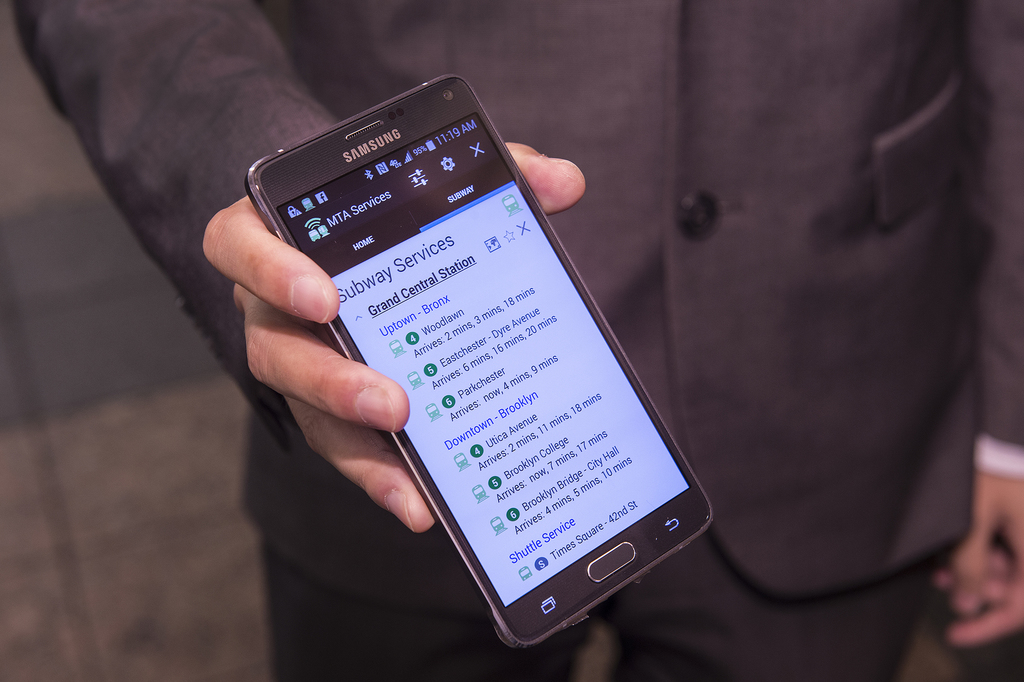 SAMSUNG
95% 11:19 AM
MTA Services
HOME SUBWAY
Subway Services
Grand Central Station
Uptown - Bronx
4 Woodlawn
Arrives: 2 mins, 3 mins, 18 mins
5 Eastchester - Dyre Avenue
Arrives: 6 mins, 16 mins, 20 mins
6 Parkchester
Arrives: now, 4 mins, 9 mins
Downtown - Brooklyn
4 Utica Avenue
Arrives: 2 mins, 11 mins, 18 mins
5 Brooklyn College
Arrives: now, 7 mins, 17 mins
6 Brooklyn Bridge - City Hall
Arrives: 4 mins, 5 mins, 10 mins
Shuttle Service
S Times Square - 42nd St